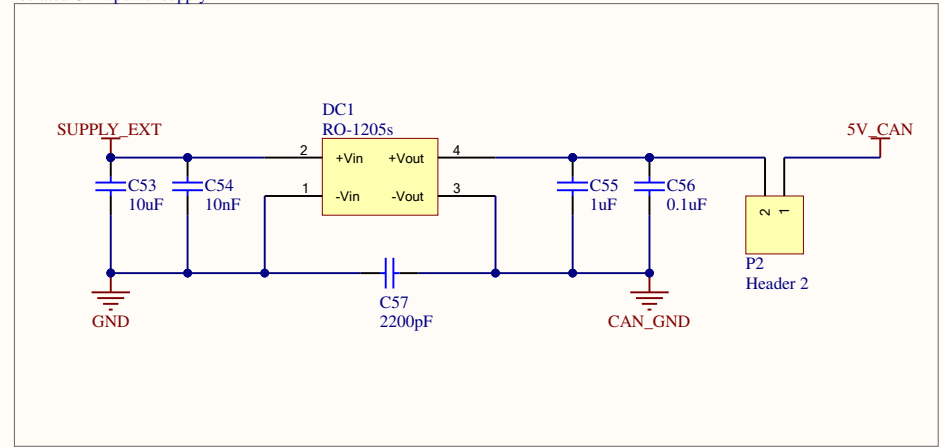 DC1
RO-1205s
SUPPLY_EXT
5V_CAN
2 +Vin +Vout 4
1 -Vin -Vout 3
C53
10uF
C54
10nF
C55
1uF
C56
0.1uF
2 1
P2
Header 2
C57
2200pF
GND
CAN_GND